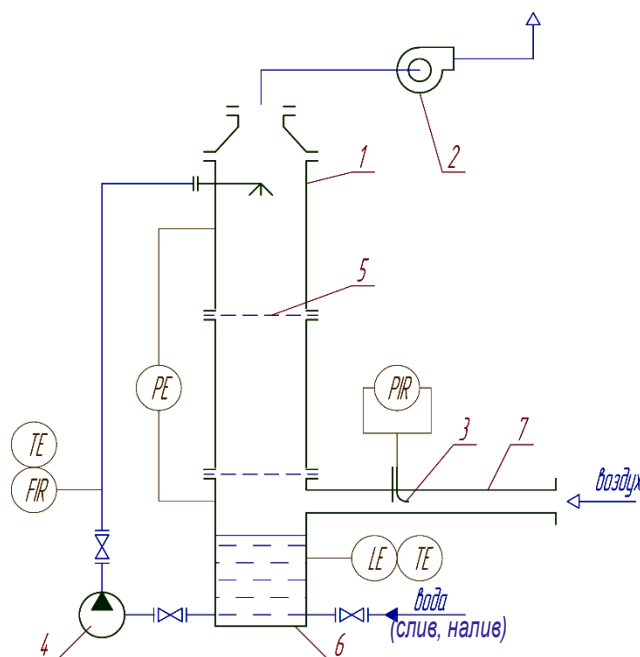 1
2
5
PE
PIR
3
7
TE
FIR
воздух
LE
TE
вода
(слив, налив)
4
6